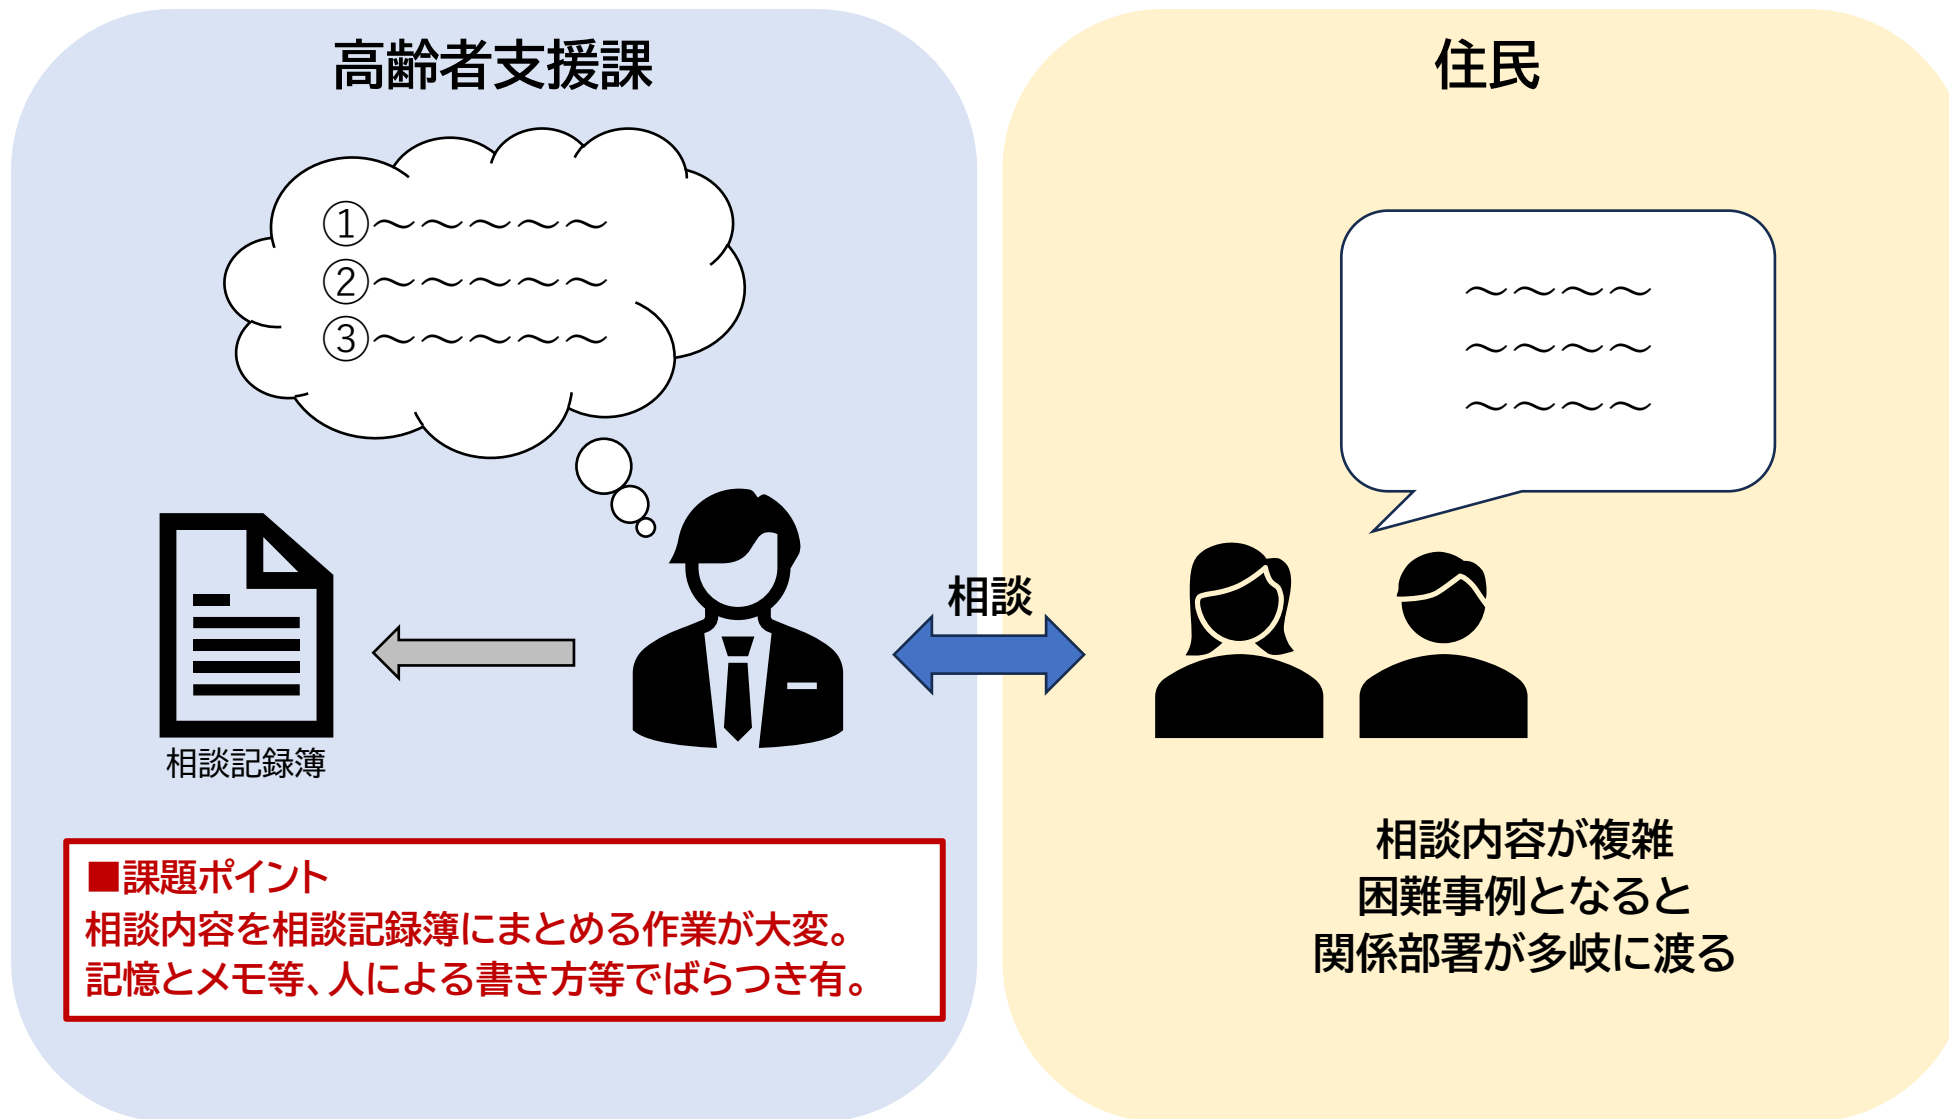 高齢者支援課
①～～～～～
②～～～～～
③～～～～～
相談記録簿
■課題ポイント
相談内容を相談記録簿にまとめる作業が大変。
記憶とメモ等、人による書き方等でばらつき有。
相談
住民
～～～～
～～～～
～～～～
相談内容が複雑
困難事例となると
関係部署が多岐に渡る